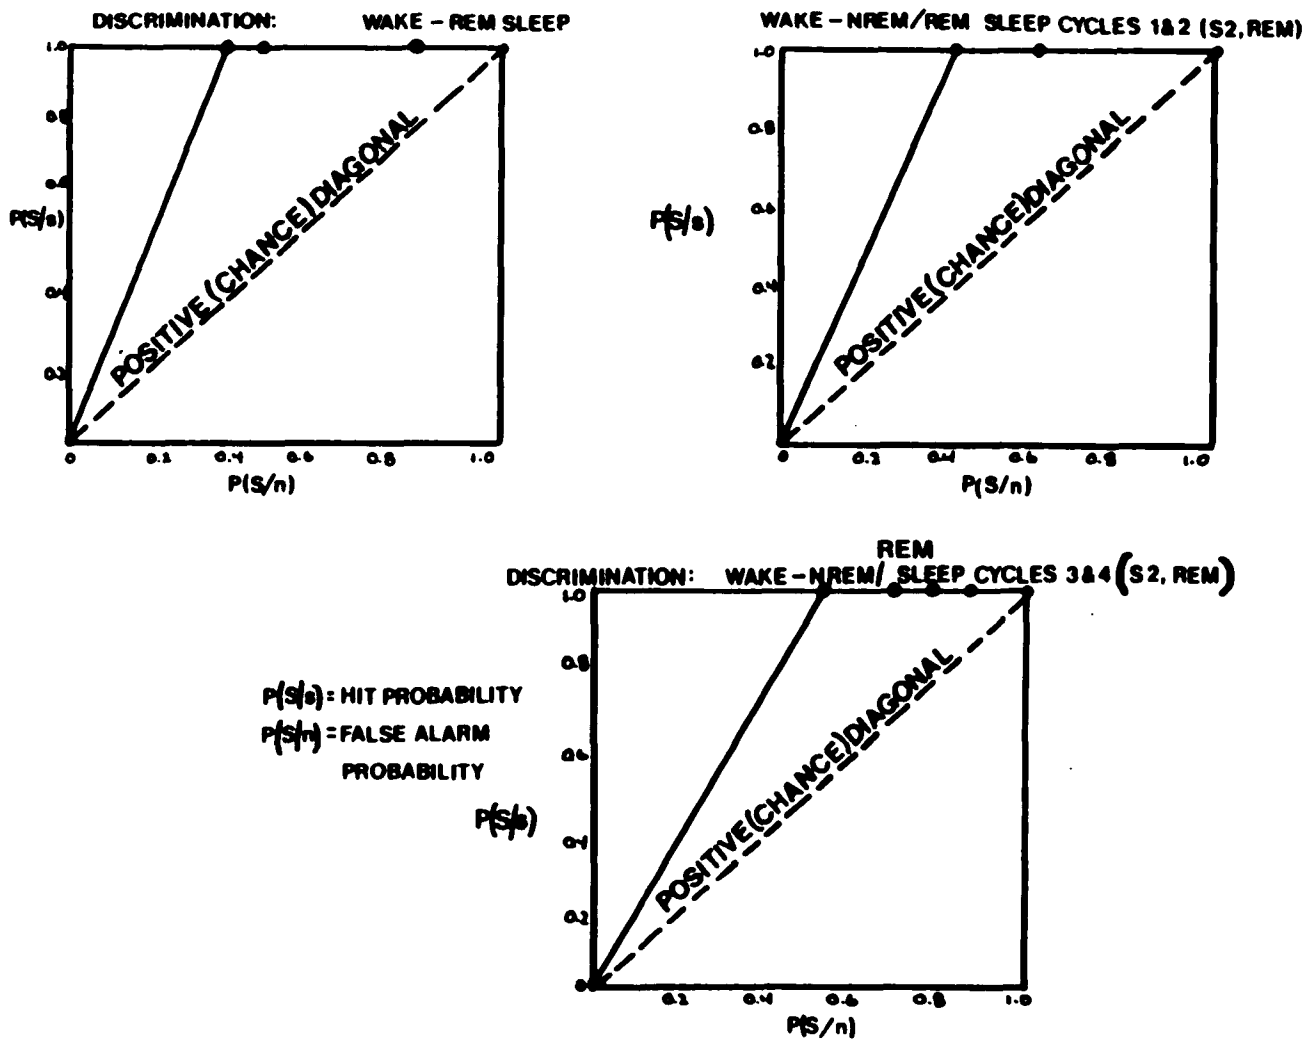 DISCRIMINATION: WAKE - REM SLEEP
1.0
0.8
0.6
P(S/s)
0.4
0.2
POSITIVE (CHANCE) DIAGONAL
0 0.2 0.4 0.6 0.8 1.0
P(S/n)
WAKE - NREM/REM SLEEP CYCLES 1&2 (S2, REM)
1.0
0.8
0.6
P(S/s)
0.4
0.2
POSITIVE (CHANCE) DIAGONAL
0 0.2 0.4 0.6 0.8 1.0
P(S/n)
REM
DISCRIMINATION: WAKE - NREM/ SLEEP CYCLES 3&4 (S2, REM)
1.0
0.8
0.6
0.4
0.2
0
P(S/s) = HIT PROBABILITY
P(S/n) = FALSE ALARM
PROBABILITY
P(S/s)
POSITIVE (CHANCE) DIAGONAL
0.2 0.4 0.6 0.8 1.0
P(S/n)